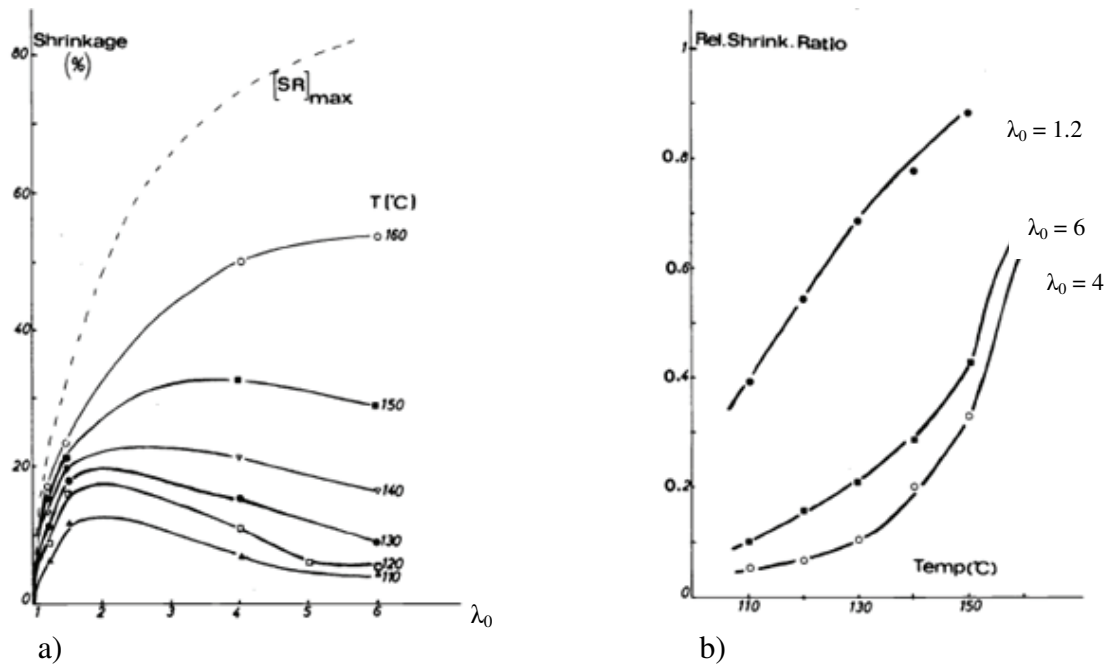 Shrinkage
(%)
80
60
40
20
0
[SR]max
T(℃)
160
150
140
130
120
110
1 2 3 4 5 6 λ0
a)
Rel.Shrink.Ratio
1
0.8
0.6
0.4
0.2
0
λ0 = 1.2
λ0 = 6
λ0 = 4
Temp(℃)
110 130 150
b)